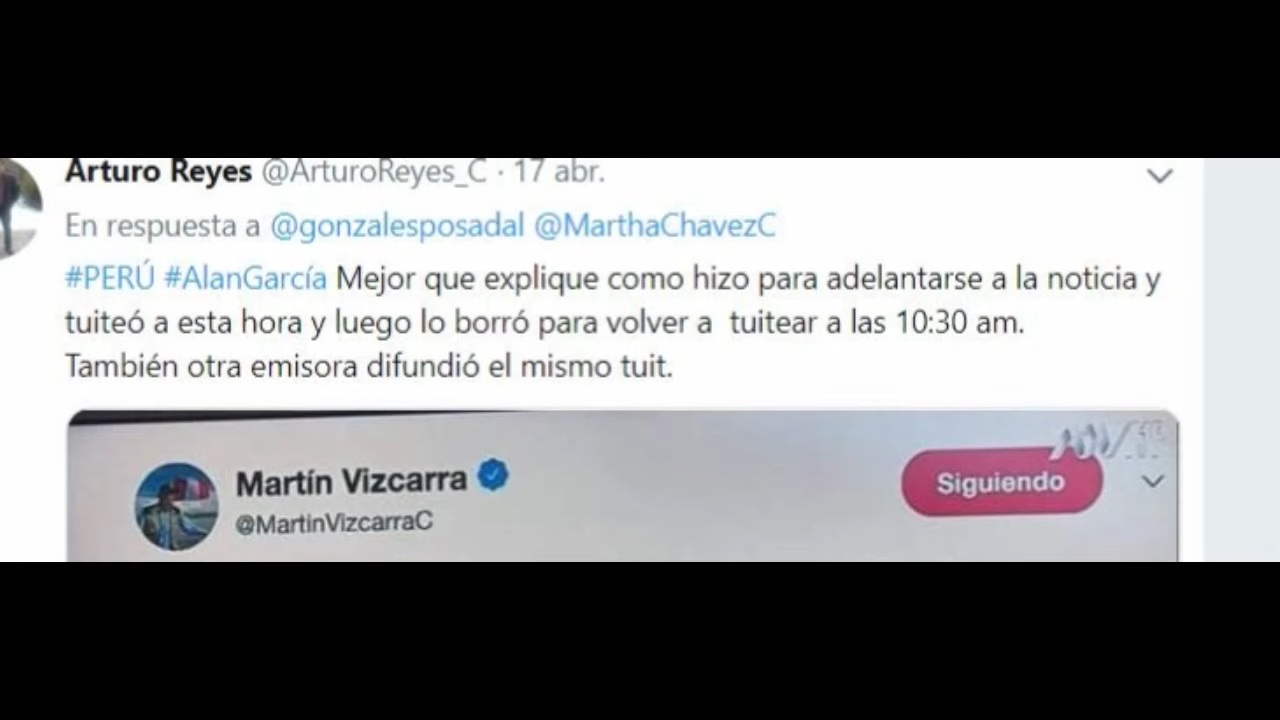 Arturo Reyes @ArturoReyes_C · 17 abr.
En respuesta a @gonzalesposadal @MarthaChavezC
#PERÚ #AlanGarcía Mejor que explique como hizo para adelantarse a la noticia y
tuiteó a esta hora y luego lo borró para volver a tuitear a las 10:30 am.
También otra emisora difundió el mismo tuit.
Martín Vizcarra
Siguiendo
@MartinVizcarraC